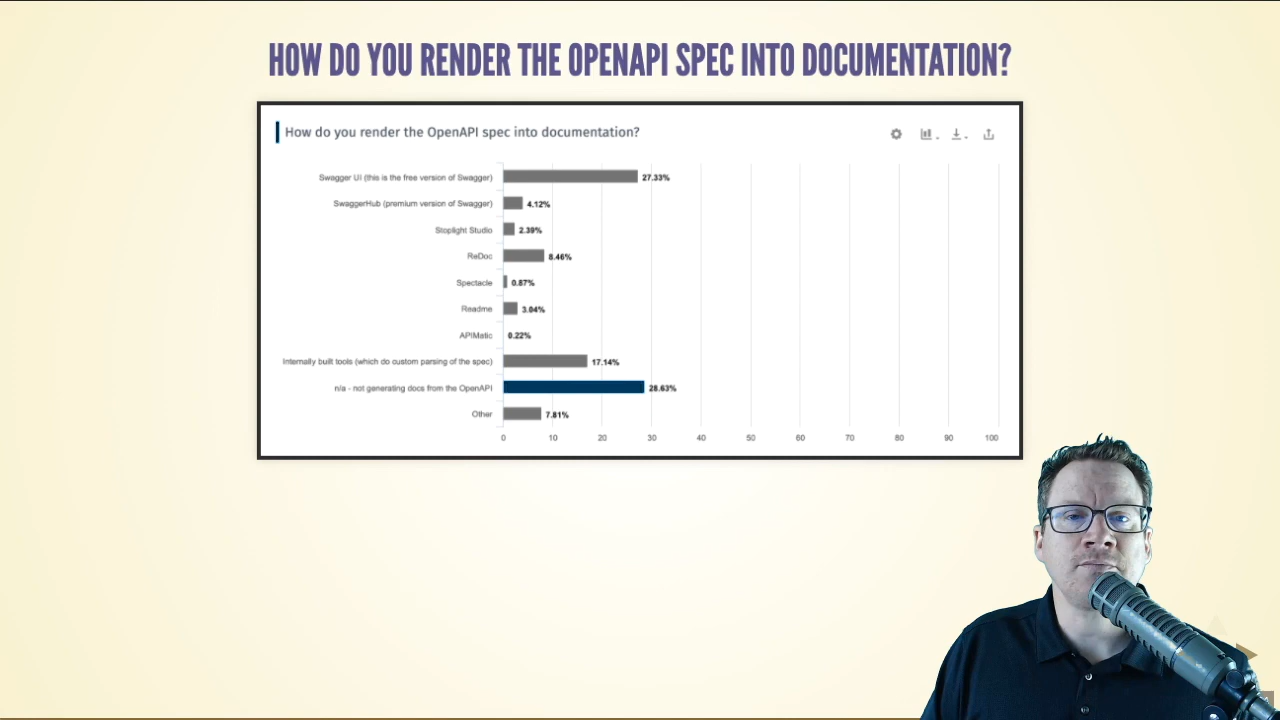 HOW DO YOU RENDER THE OPENAPI SPEC INTO DOCUMENTATION?
How do you render the OpenAPI spec into documentation?
Swagger UI (this is the free version of Swagger) 27.33%
SwaggerHub (premium version of Swagger) 4.12%
Stoplight Studio 2.39%
ReDoc 8.46%
Spectacle 0.87%
Readme 3.04%
APIMatic 0.22%
Internally built tools (which do custom parsing of the spec) 17.14%
n/a - not generating docs from the OpenAPI 28.63%
Other 7.81%
0 10 20 30 40 50 60 70 80 90 100